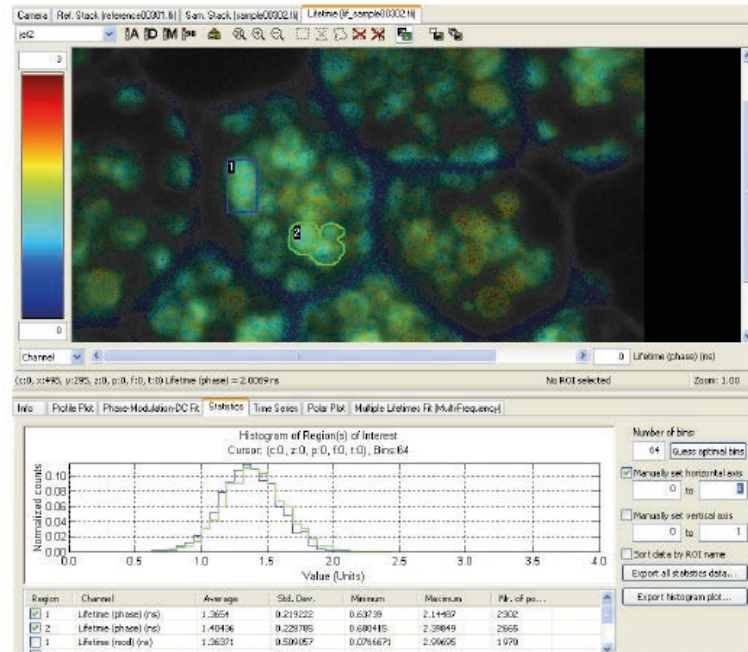 Camera Ref. Stack (reference00301.fli) Sam. Stack (sample00302.fli) Lifetime (lif_sample00302.fli)
jet2
3
1
2
0
Channel 0 Lifetime (phase) (ns)
(c:0, x:498, y:295, z:0, p:0, f:0, t:0) Lifetime (phase) = 2.0069 ns No ROI selected Zoom: 1.00
Info Profile Plot Phase-Modulation-DC Fit Statistics Time Series Polar Plot Multiple Lifetimes Fit (Multi-Frequency)
Histogram of Region(s) of Interest
Cursor: (c:0, z:0, p:0, f:0, t:0), Bins:64
Normalized counts
0.10
0.08
0.06
0.04
0.02
0.00
0.0 0.5 1.0 1.5 2.0 2.5 3.0 3.5 4.0
Value (Units)
Number of bins:
64 Guess optimal bins
Manually set horizontal axis
0 to
Manually set vertical axis
0 to 1
Sort data by ROI name
Export all statistics data...
Export histogram plot...
Region Channel Average Std. Dev. Minimum Maximum Nr. of po...
1 Lifetime (phase) (ns) 1.3654 0.219222 0.63739 2.14487 2302
2 Lifetime (phase) (ns) 1.40436 0.228785 0.680415 2.39849 2665
1 Lifetime (mod) (ns) 1.36371 0.509057 0.0766671 2.99695 1970